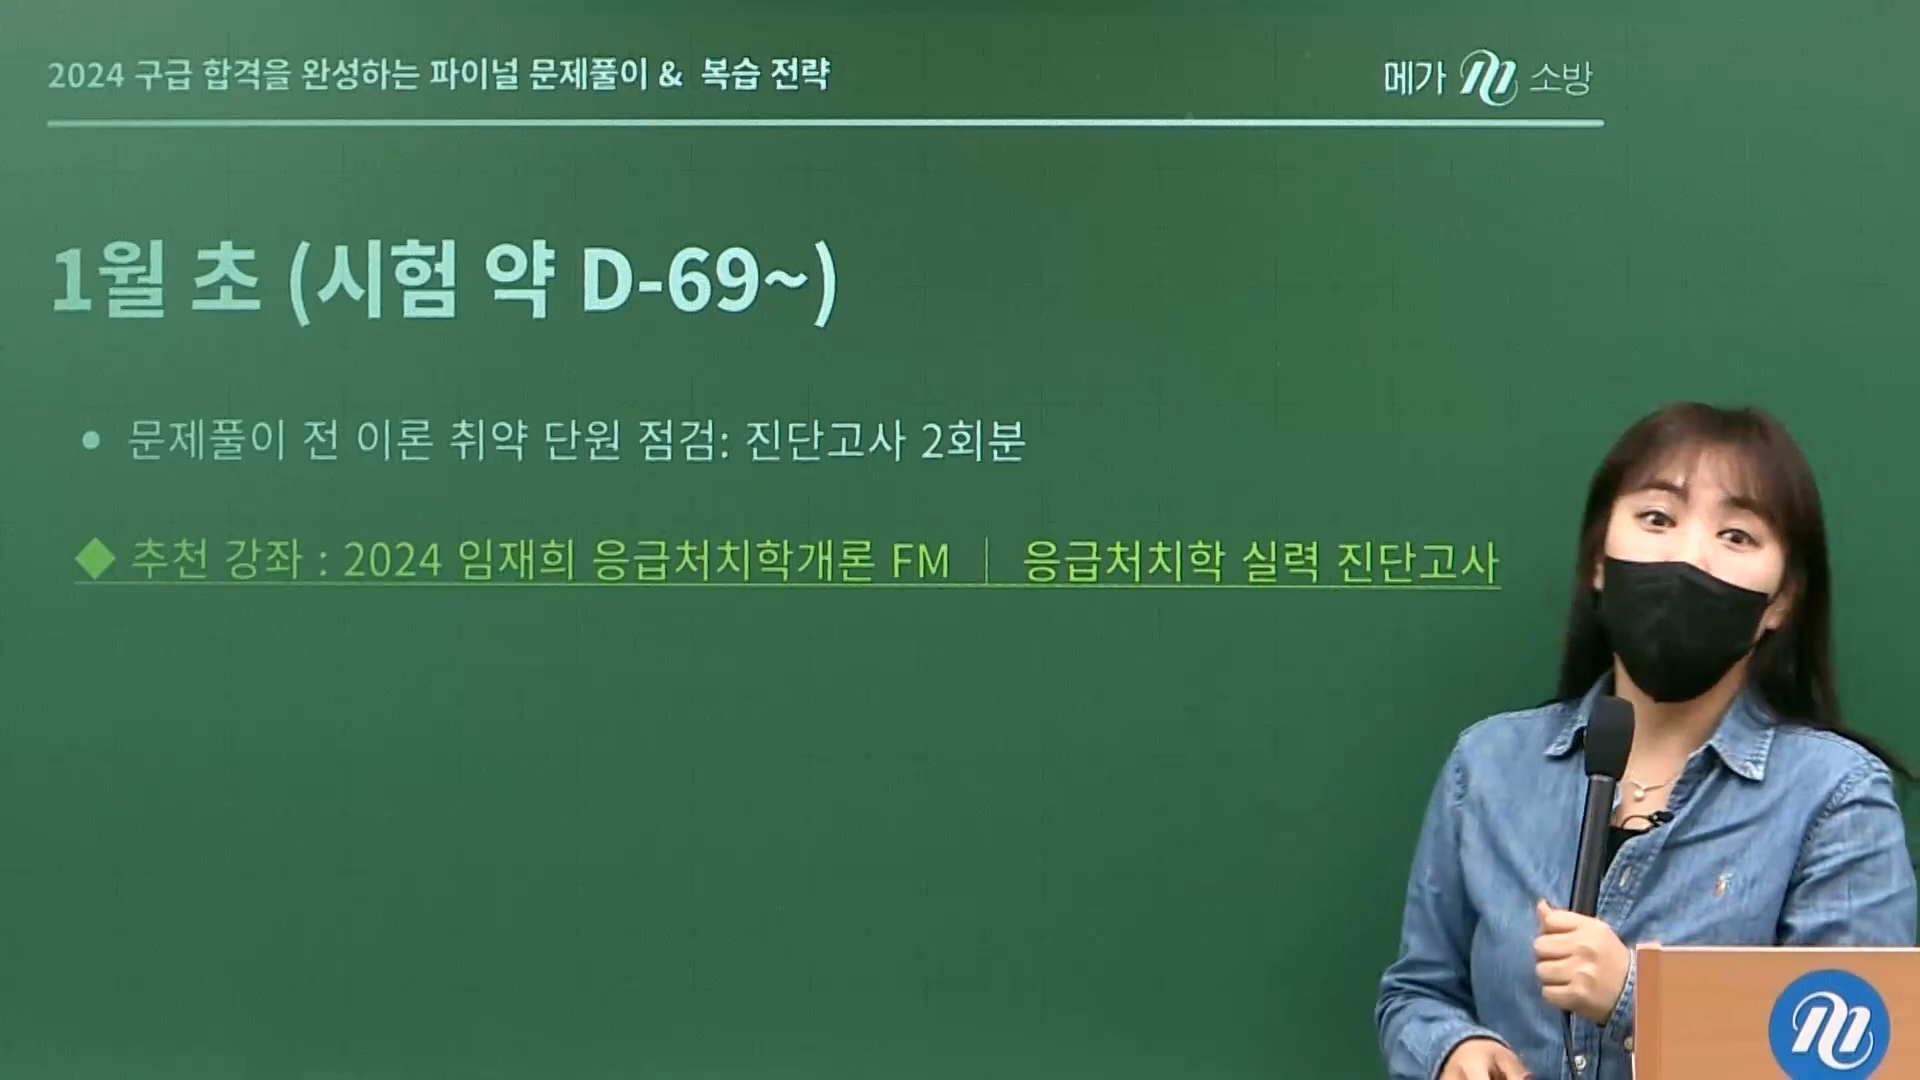 2024 구급 합격을 완성하는 파이널 문제풀이 & 복습 전략
메가 M 소방
1월 초 (시험 약 D-69~)
• 문제풀이 전 이론 취약 단원 점검: 진단고사 2회분
◆ 추천 강좌 : 2024 임재희 응급처치학개론 FM | 응급처치학 실력 진단고사
M